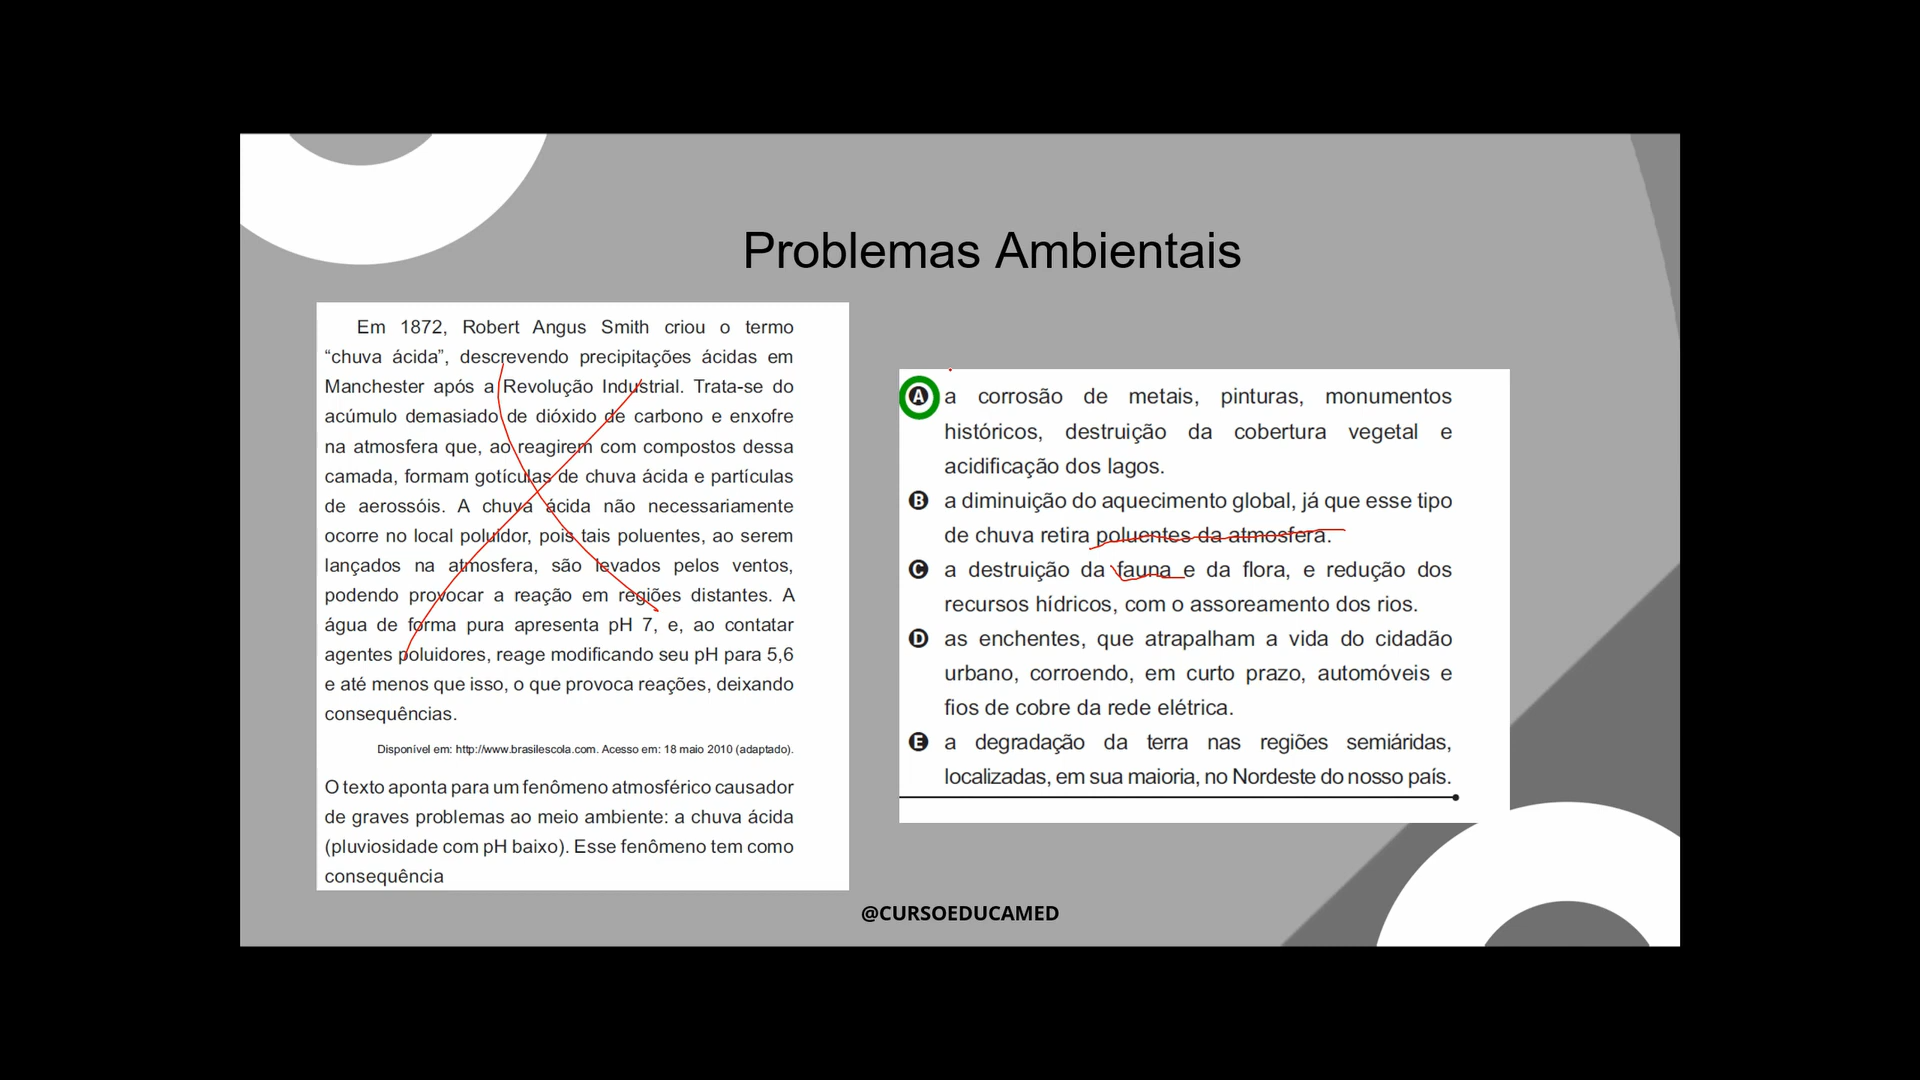 Problemas Ambientais
Em 1872, Robert Angus Smith criou o termo
“chuva ácida”, descrevendo precipitações ácidas em
Manchester após a Revolução Industrial. Trata-se do
acúmulo demasiado de dióxido de carbono e enxofre
na atmosfera que, ao reagirem com compostos dessa
camada, formam gotículas de chuva ácida e partículas
de aerossóis. A chuva ácida não necessariamente
ocorre no local poluidor, pois tais poluentes, ao serem
lançados na atmosfera, são levados pelos ventos,
podendo provocar a reação em regiões distantes. A
água de forma pura apresenta pH 7, e, ao contatar
agentes poluidores, reage modificando seu pH para 5,6
e até menos que isso, o que provoca reações, deixando
consequências.
Disponível em: http://www.brasilescola.com. Acesso em: 18 maio 2010 (adaptado).
O texto aponta para um fenômeno atmosférico causador
de graves problemas ao meio ambiente: a chuva ácida
(pluviosidade com pH baixo). Esse fenômeno tem como
consequência
A a corrosão de metais, pinturas, monumentos
históricos, destruição da cobertura vegetal e
acidificação dos lagos.
B a diminuição do aquecimento global, já que esse tipo
de chuva retira poluentes da atmosfera.
C a destruição da fauna e da flora, e redução dos
recursos hídricos, com o assoreamento dos rios.
D as enchentes, que atrapalham a vida do cidadão
urbano, corroendo, em curto prazo, automóveis e
fios de cobre da rede elétrica.
E a degradação da terra nas regiões semiáridas,
localizadas, em sua maioria, no Nordeste do nosso país.
@CURSOEDUCAMED